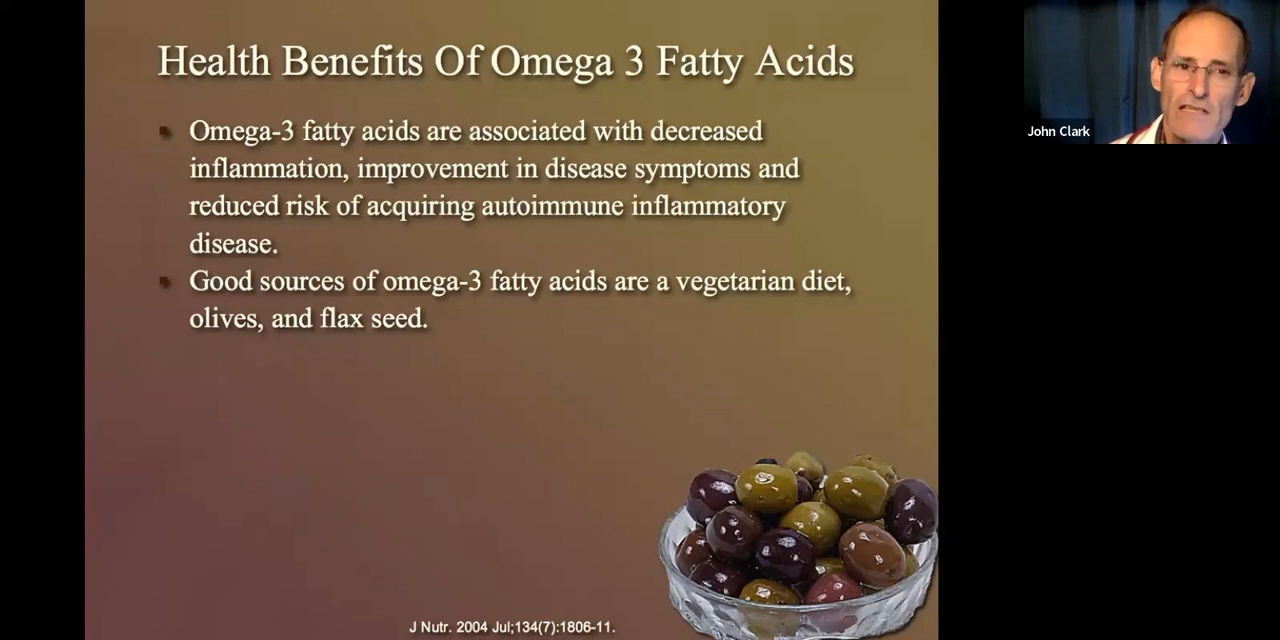 Health Benefits Of Omega 3 Fatty Acids
Omega-3 fatty acids are associated with decreased
inflammation, improvement in disease symptoms and
reduced risk of acquiring autoimmune inflammatory
disease.
Good sources of omega-3 fatty acids are a vegetarian diet,
olives, and flax seed.
J Nutr. 2004 Jul;134(7):1806-11.
John Clark